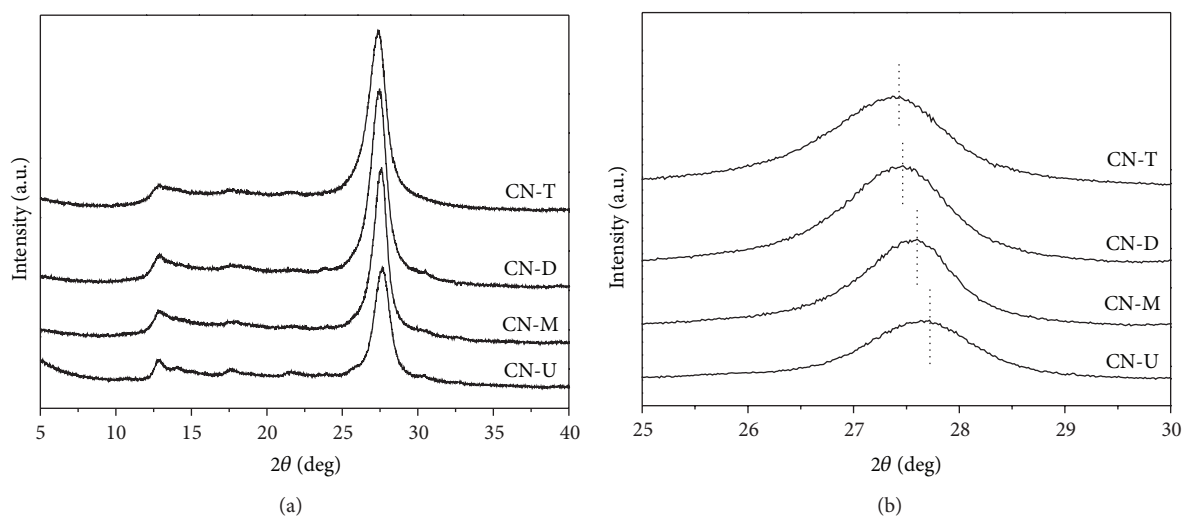 Intensity (a.u.)
CN-T
CN-D
CN-M
CN-U
5 10 15 20 25 30 35 40
2θ (deg)
(a)
Intensity (a.u.)
CN-T
CN-D
CN-M
CN-U
25 26 27 28 29 30
2θ (deg)
(b)